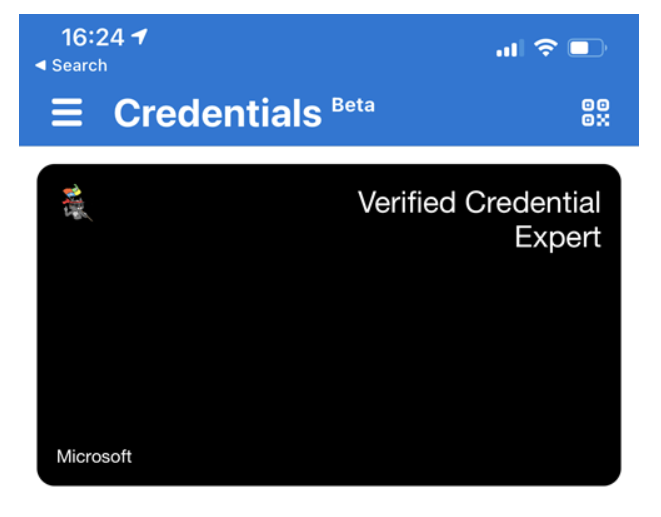 16:24
◀ Search
Credentials Beta
Verified Credential
Expert
Microsoft